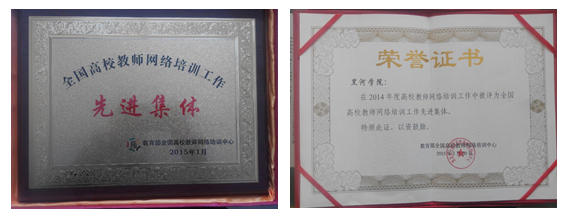 全国高校教师网络培训工作
先进集体
教育部全国高校教师网络培训中心
2015年1月
荣誉证书
黑河学院：
在2014年度高校教师网络培训工作中被评为全国
高校教师网络培训工作先进集体。
特颁此证，以资鼓励。
教育部全国高校教师网络培训中心